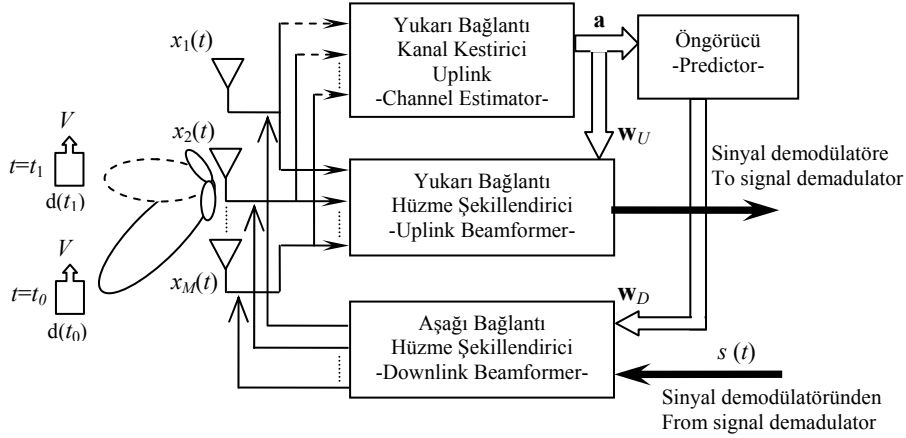 x1(t)
Yukarı Bağlantı
Kanal Kestirici
Uplink
-Channel Estimator-
a
Öngörücü
-Predictor-
wU
V
t=t1
d(t1)
x2(t)
Yukarı Bağlantı
Hüzme Şekillendirici
-Uplink Beamformer-
Sinyal demodülatöre
To signal demadulator
V
t=t0
d(t0)
xM(t)
Aşağı Bağlantı
Hüzme Şekillendirici
-Downlink Beamformer-
wD
s (t)
Sinyal demodülatöründen
From signal demadulator